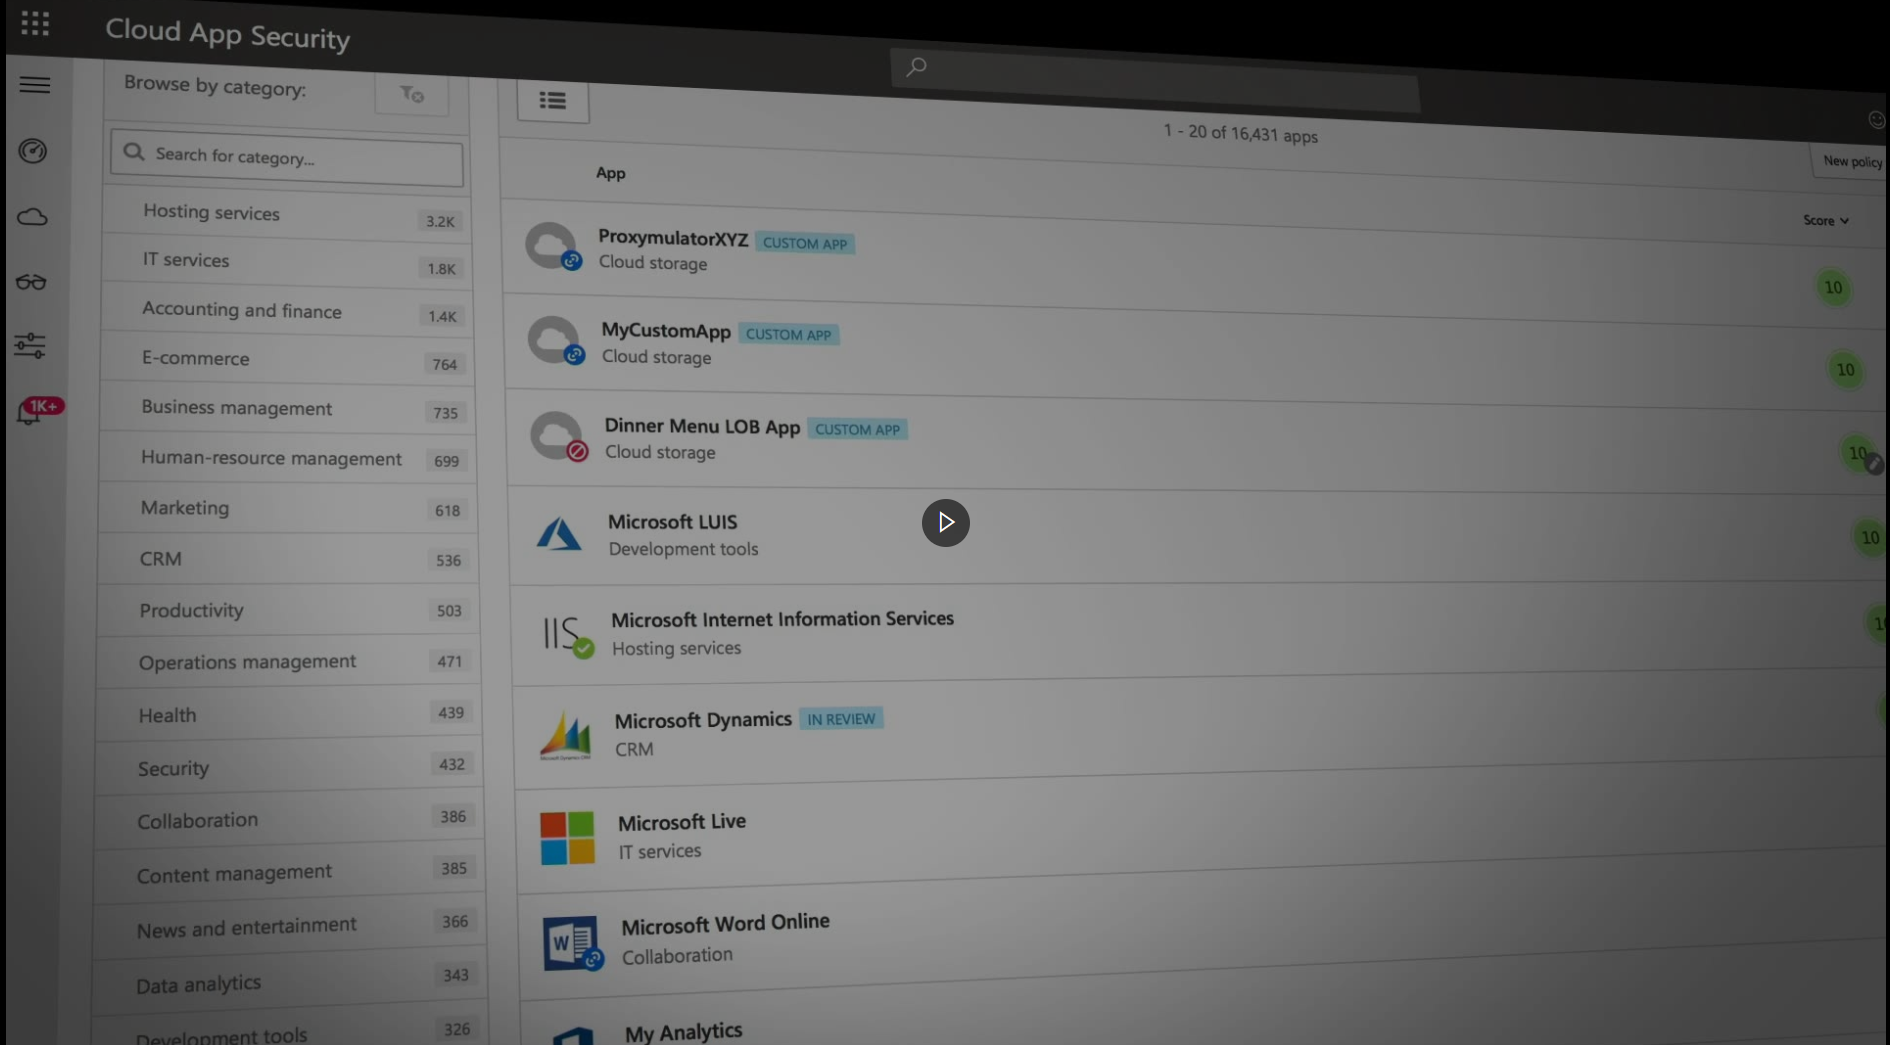 Cloud App Security
Browse by category:
Search for category...
Hosting services 3.2K
IT services 1.8K
Accounting and finance 1.4K
E-commerce 764
Business management 735
Human-resource management 699
Marketing 618
CRM 536
Productivity 503
Operations management 471
Health 439
Security 432
Collaboration 386
Content management 385
News and entertainment 366
Data analytics 343
Development tools 326
1K+
1 - 20 of 16,431 apps
New policy
App
Score
ProxymulatorXYZ CUSTOM APP
Cloud storage
10
MyCustomApp CUSTOM APP
Cloud storage
10
Dinner Menu LOB App CUSTOM APP
Cloud storage
10
Microsoft LUIS
Development tools
10
IIS
Microsoft Internet Information Services
Hosting services
Microsoft Dynamics IN REVIEW
CRM
Microsoft Live
IT services
W
Microsoft Word Online
Collaboration
My Analytics